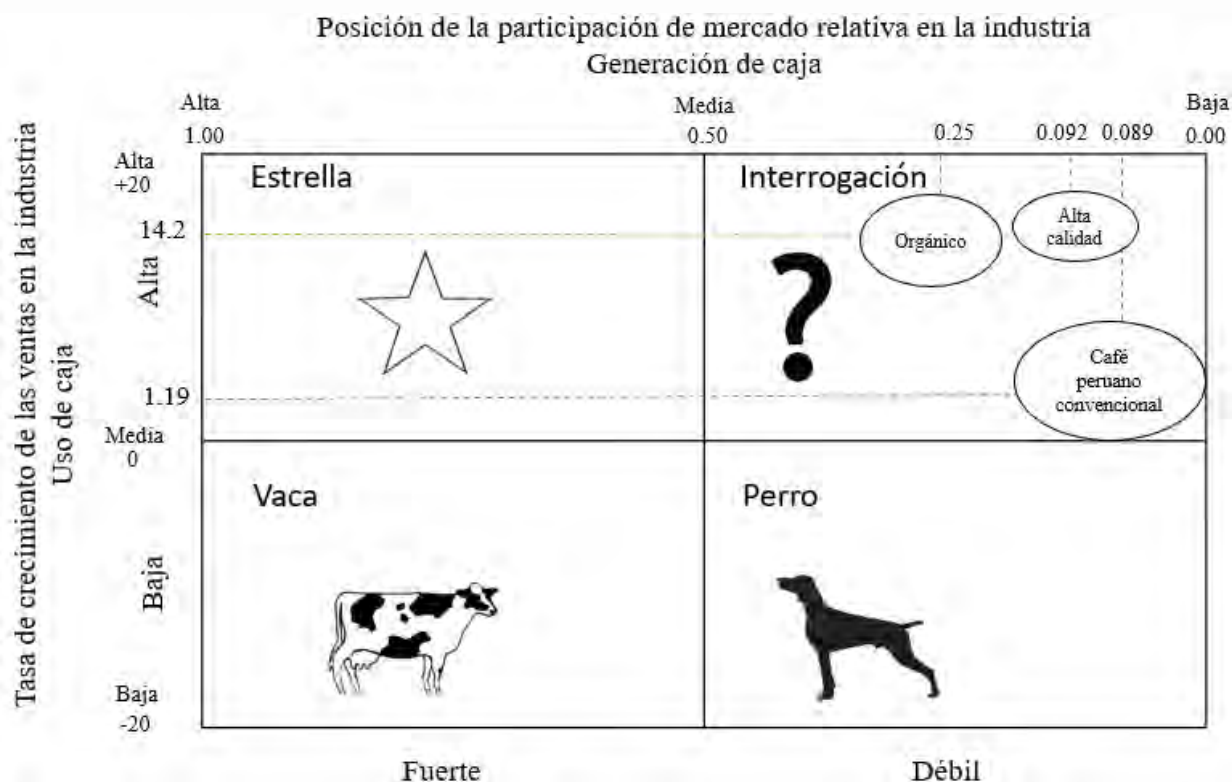 Posición de la participación de mercado relativa en la industria
Generación de caja
Alta
Media
Baja
1.00
0.50
0.25
0.092
0.089
0.00
Tasa de crecimiento de las ventas en la industria
Uso de caja
Alta
+20
Estrella
Interrogación
14.2
Alta
Orgánico
Alta
calidad
?
1.19
Café
peruano
convencional
Media
0
Vaca
Perro
Baja
Baja
-20
Fuerte
Débil